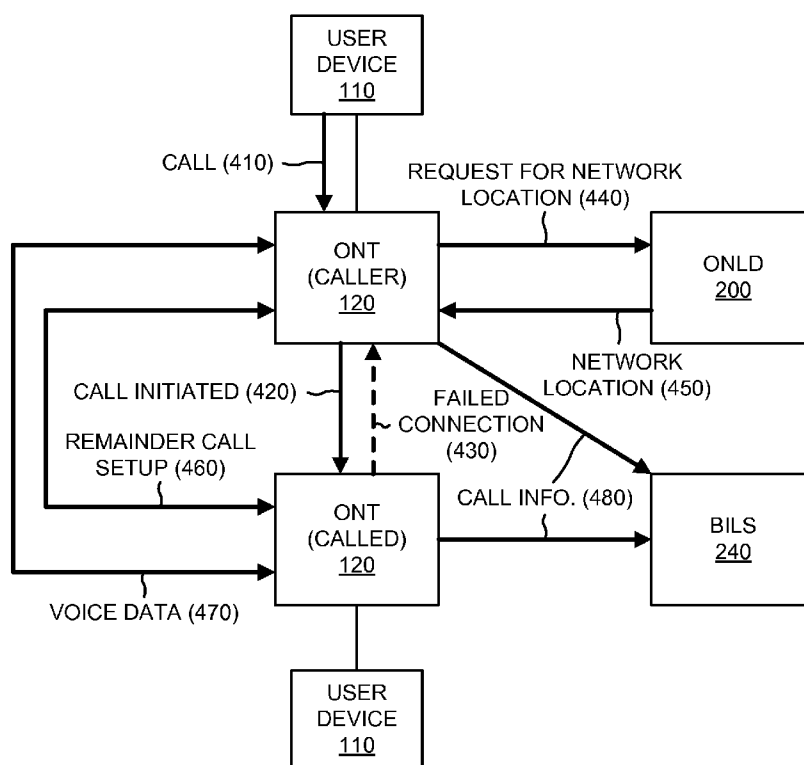 USER
DEVICE
110
CALL (410)
REQUEST FOR NETWORK
LOCATION (440)
ONT
(CALLER)
120
ONLD
200
NETWORK
LOCATION (450)
CALL INITIATED (420)
FAILED
CONNECTION
(430)
REMAINDER CALL
SETUP (460)
ONT
(CALLED)
120
CALL INFO. (480)
BILS
240
VOICE DATA (470)
USER
DEVICE
110